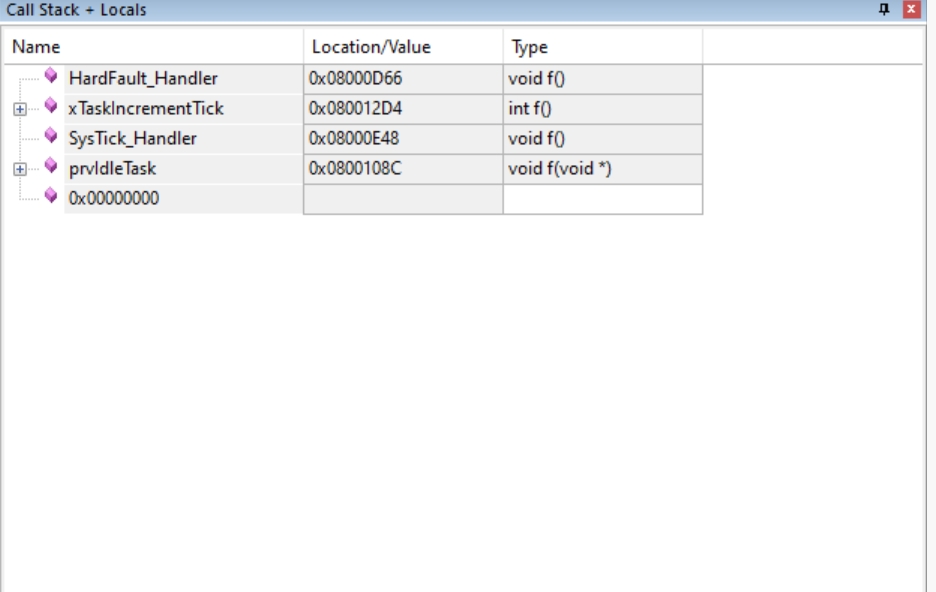 Call Stack + Locals
Name Location/Value Type
HardFault_Handler 0x08000D66 void f()
xTaskIncrementTick 0x080012D4 int f()
SysTick_Handler 0x08000E48 void f()
prvIdleTask 0x0800108C void f(void *)
0x00000000